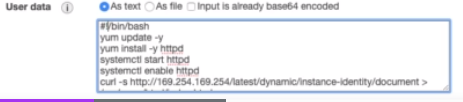 User data
As text As file Input is already base64 encoded
#!/bin/bash
yum update -y
yum install -y httpd
systemctl start httpd
systemctl enable httpd
curl -s http://169.254.169.254/latest/dynamic/instance-identity/document >